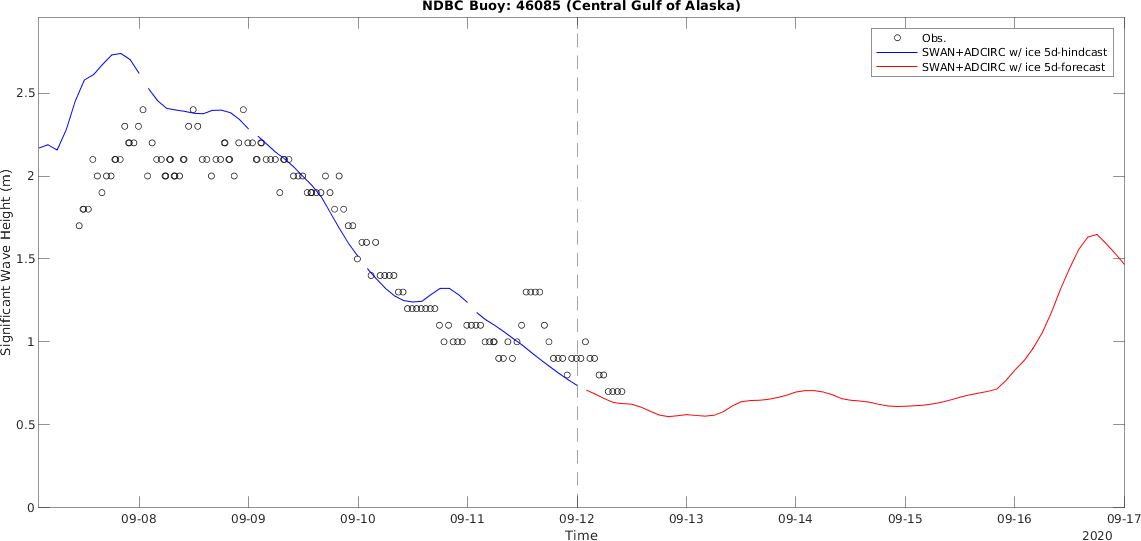 NDBC Buoy: 46085 (Central Gulf of Alaska)
Obs.
SWAN+ADCIRC w/ ice 5d-hindcast
SWAN+ADCIRC w/ ice 5d-forecast
Significant Wave Height (m)
2.5
2
1.5
1
0.5
0
09-08 09-09 09-10 09-11 09-12 09-13 09-14 09-15 09-16 09-17
Time
2020